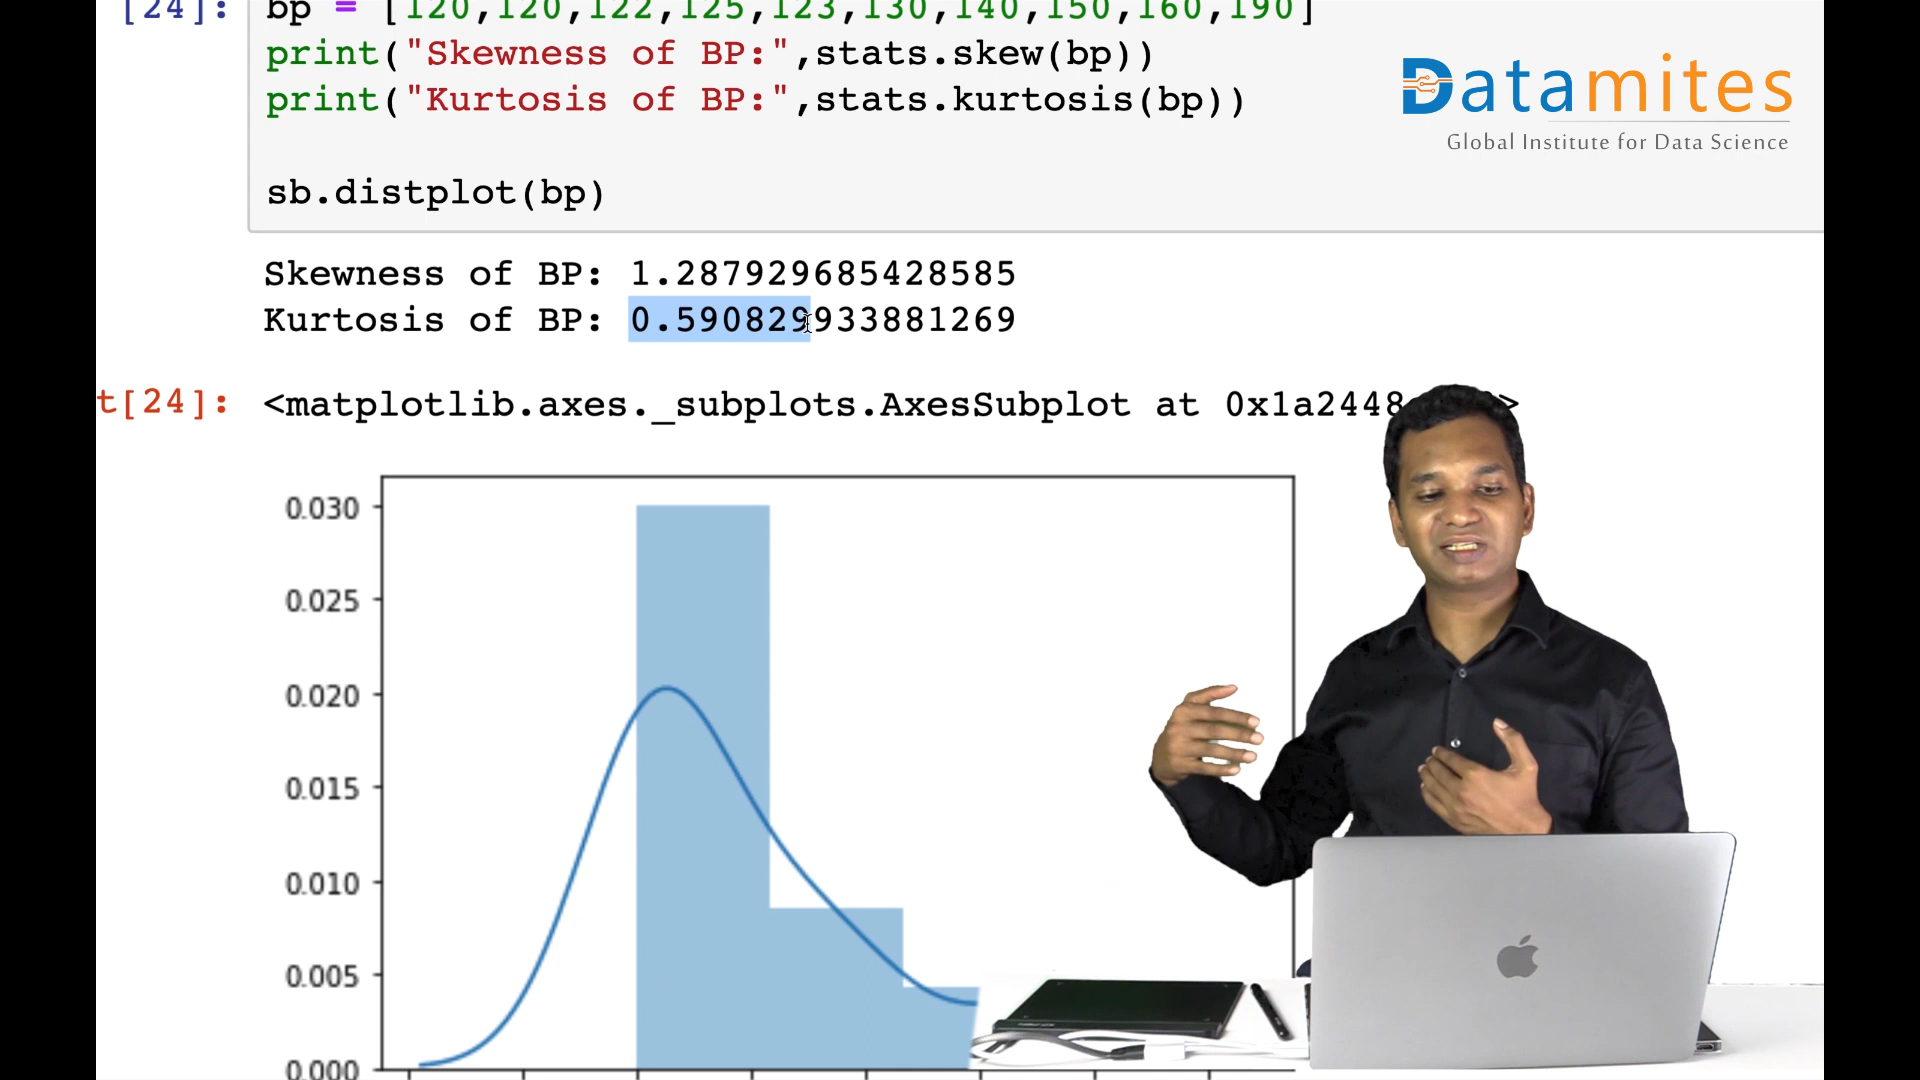 [24]: bp = [120,120,122,125,123,130,140,150,160,190]
print("Skewness of BP:",stats.skew(bp))
print("Kurtosis of BP:",stats.kurtosis(bp))
Datamites
Global Institute for Data Science
sb.distplot(bp)
Skewness of BP: 1.287929685428585
Kurtosis of BP: 0.590829933881269
t[24]: <matplotlib.axes._subplots.AxesSubplot at 0x1a2448 >
0.030
0.025
0.020
0.015
0.010
0.005
0.000